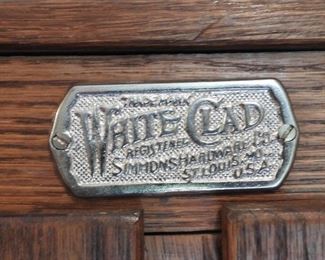 Trade Mark
White Clad
REGISTERED
SIMMONS HARDWARE Co.
ST. LOUIS, MO.
U.S.A.